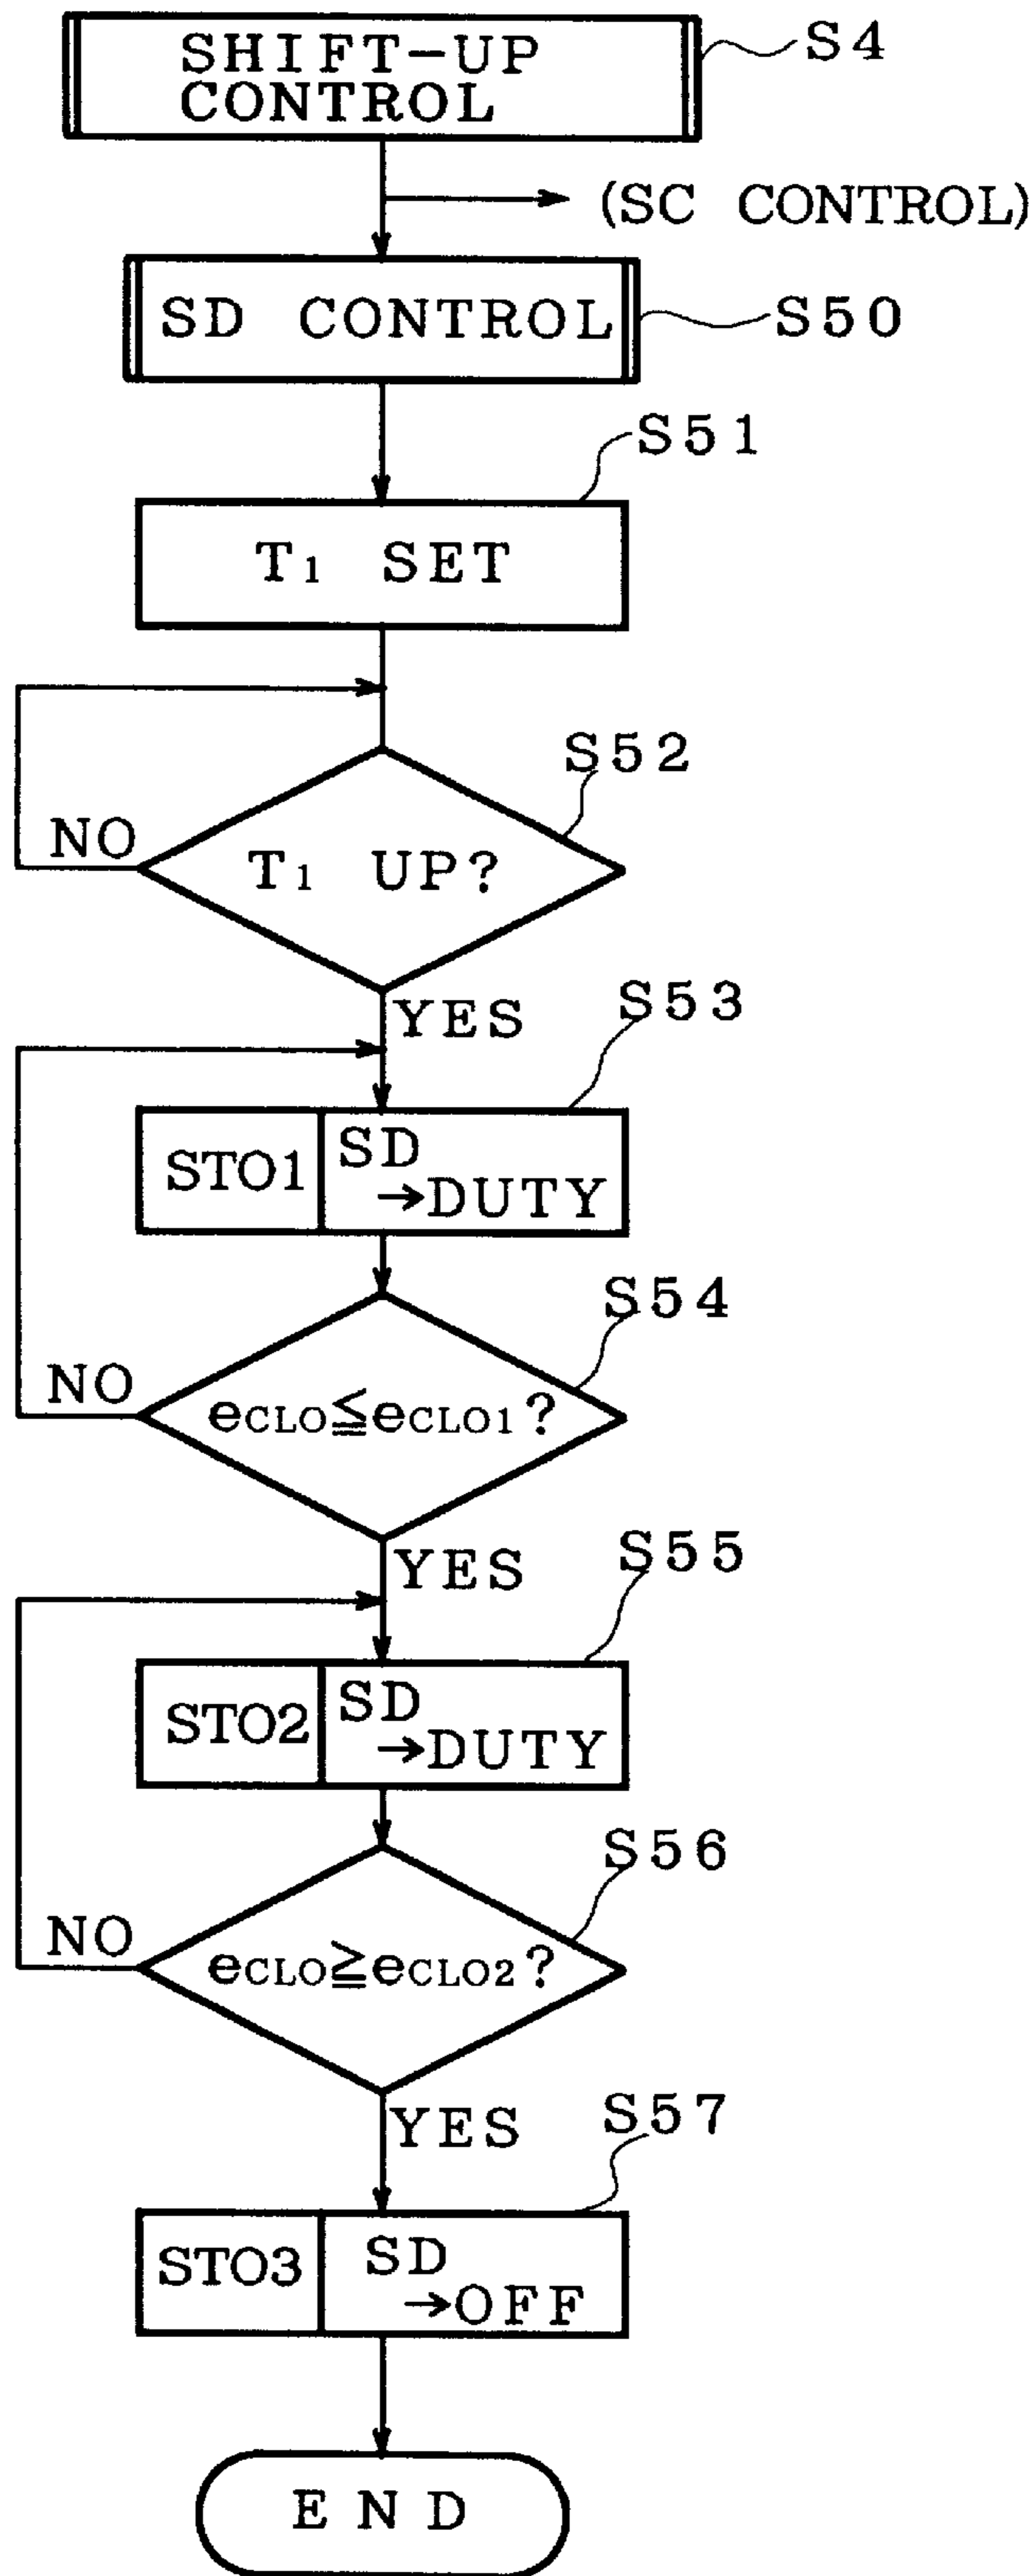 SHIFT-UP
CONTROL
S4
(SC CONTROL)
SD CONTROL
S50
S51
T1 SET
S52
NO
T1 UP?
YES
S53
STO1
SD
→DUTY
S54
NO
eCLO≦eCLO1?
YES
S55
STO2
SD
→DUTY
S56
NO
eCLO≧eCLO2?
YES
S57
STO3
SD
→OFF
END